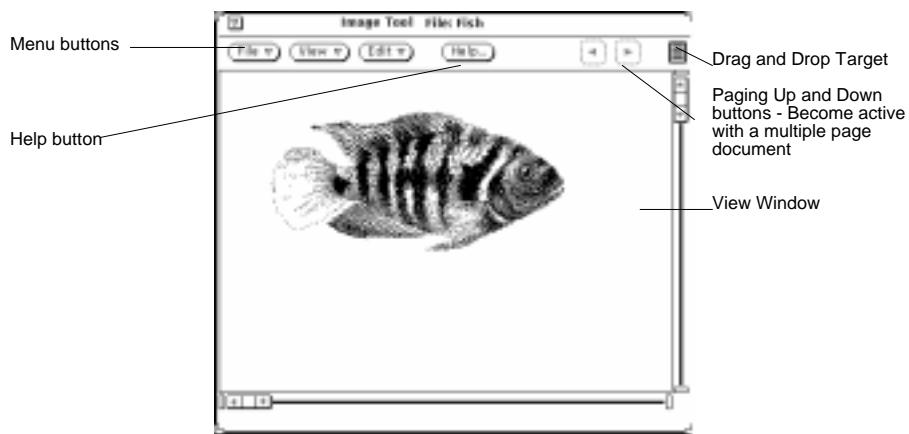 Image Tool File: Fish
File View Edit Help...
Menu buttons
Drag and Drop Target
Paging Up and Down
buttons - Become active
with a multiple page
document
Help button
View Window